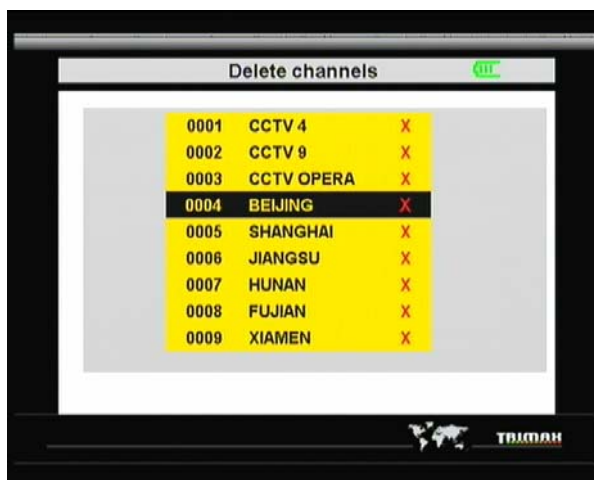 Delete channels
0001 CCTV 4 X
0002 CCTV 9 X
0003 CCTV OPERA X
0004 BEIJING X
0005 SHANGHAI X
0006 JIANGSU X
0007 HUNAN X
0008 FUJIAN X
0009 XIAMEN X
TRIMAX